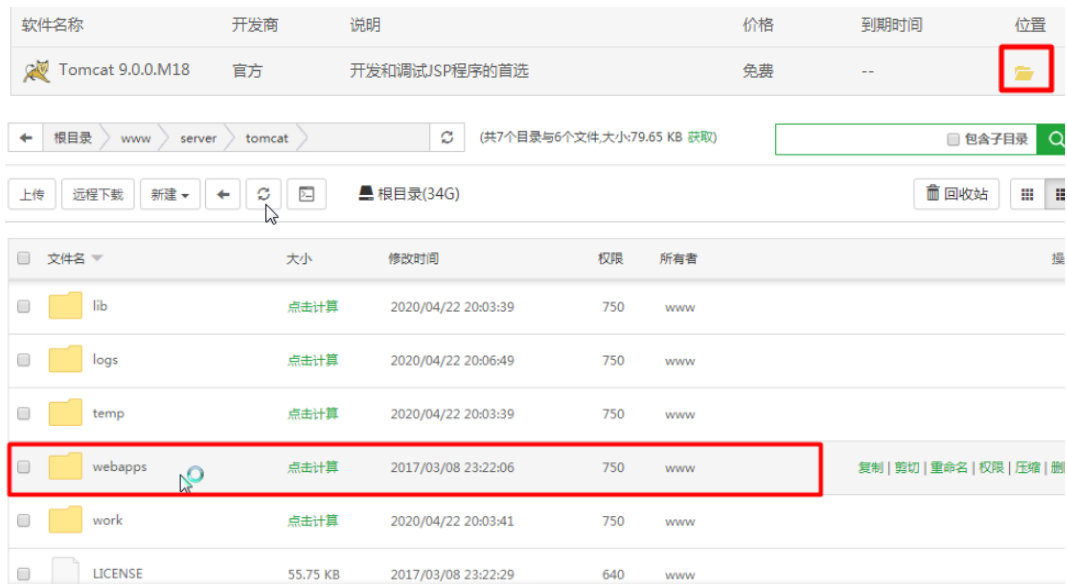 软件名称 开发商 说明 价格 到期时间 位置
Tomcat 9.0.0.M18 官方 开发和调试JSP程序的首选 免费 --
根目录 www server tomcat (共7个目录与6个文件,大小:79.65 KB 获取) 包含子目录
上传 远程下载 新建 根目录(34G) 回收站
文件名 大小 修改时间 权限 所有者
lib 点击计算 2020/04/22 20:03:39 750 www
logs 点击计算 2020/04/22 20:06:49 750 www
temp 点击计算 2020/04/22 20:03:39 750 www
webapps 点击计算 2017/03/08 23:22:06 750 www 复制 | 剪切 | 重命名 | 权限 | 压缩 |
work 点击计算 2020/04/22 20:03:41 750 www
LICENSE 55.75 KB 2017/03/08 23:22:29 640 www